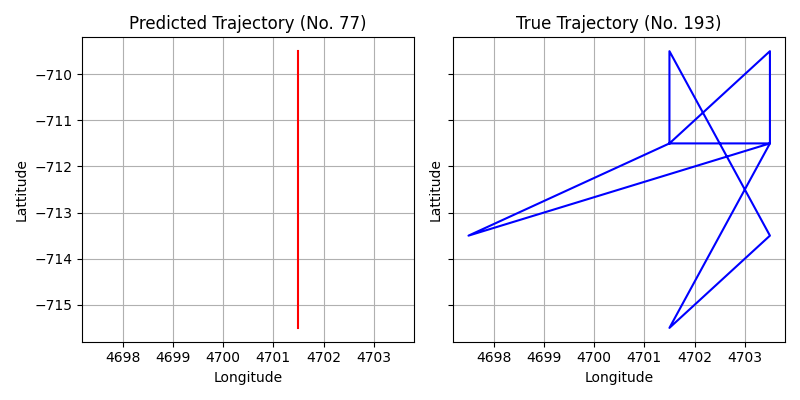 Predicted Trajectory (No. 77)
Lattitude
−710
−711
−712
−713
−714
−715
4698 4699 4700 4701 4702 4703
Longitude
True Trajectory (No. 193)
Lattitude
4698 4699 4700 4701 4702 4703
Longitude